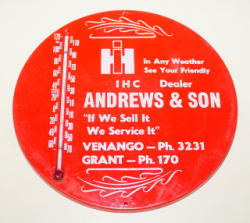 IH
In Any Weather
See Your Friendly
IHC Dealer
ANDREWS & SON
"If We Sell It
We Service It"
VENANGO — Ph. 3231
GRANT — Ph. 170